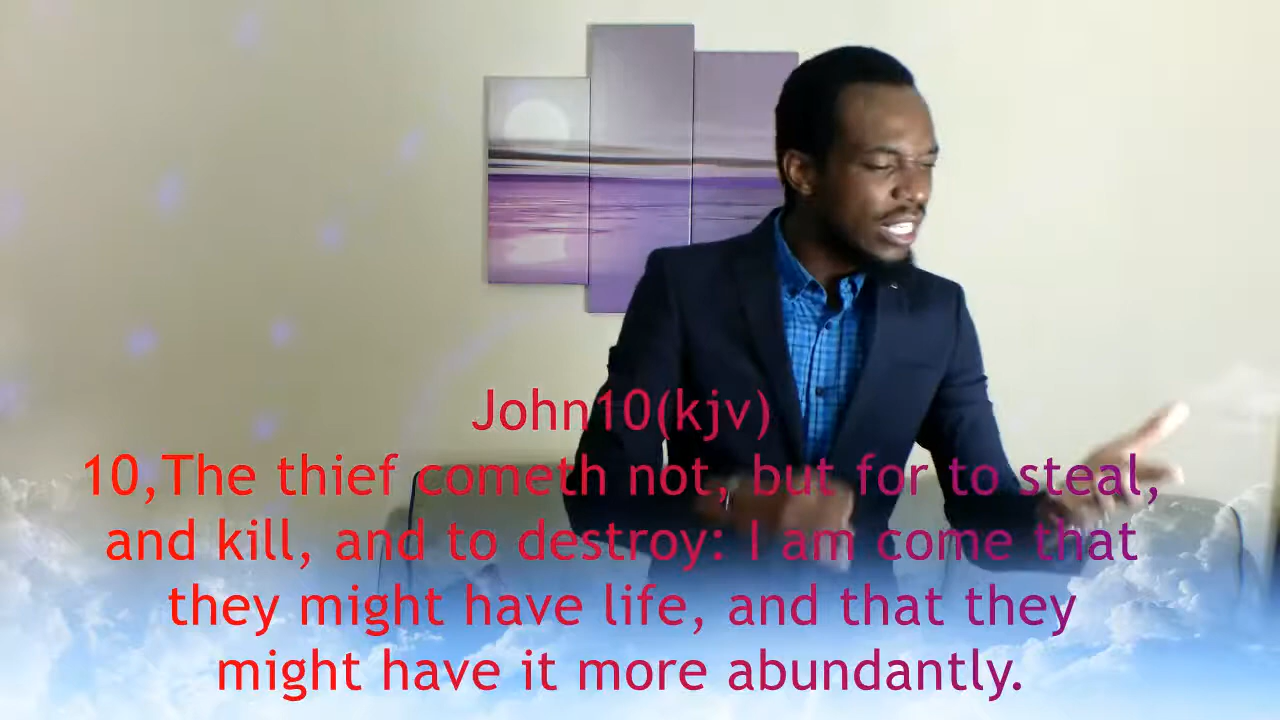 John10(kjv)
10,The thief cometh not, but for to steal,
and kill, and to destroy: I am come that
they might have life, and that they
might have it more abundantly.